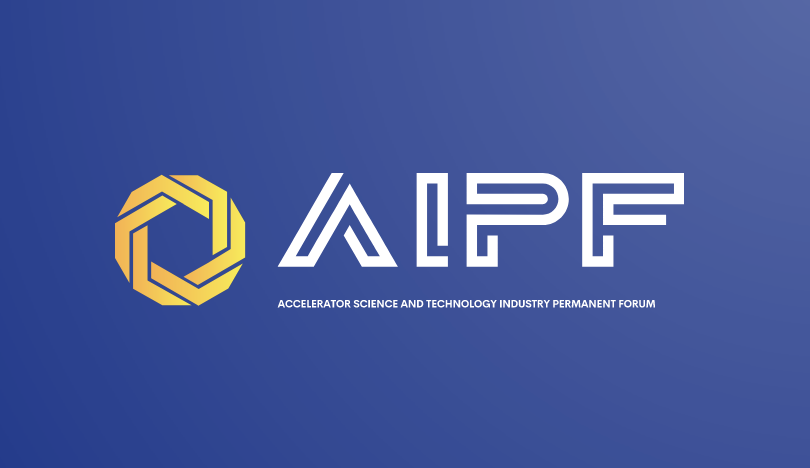 AIPF
ACCELERATOR SCIENCE AND TECHNOLOGY INDUSTRY PERMANENT FORUM